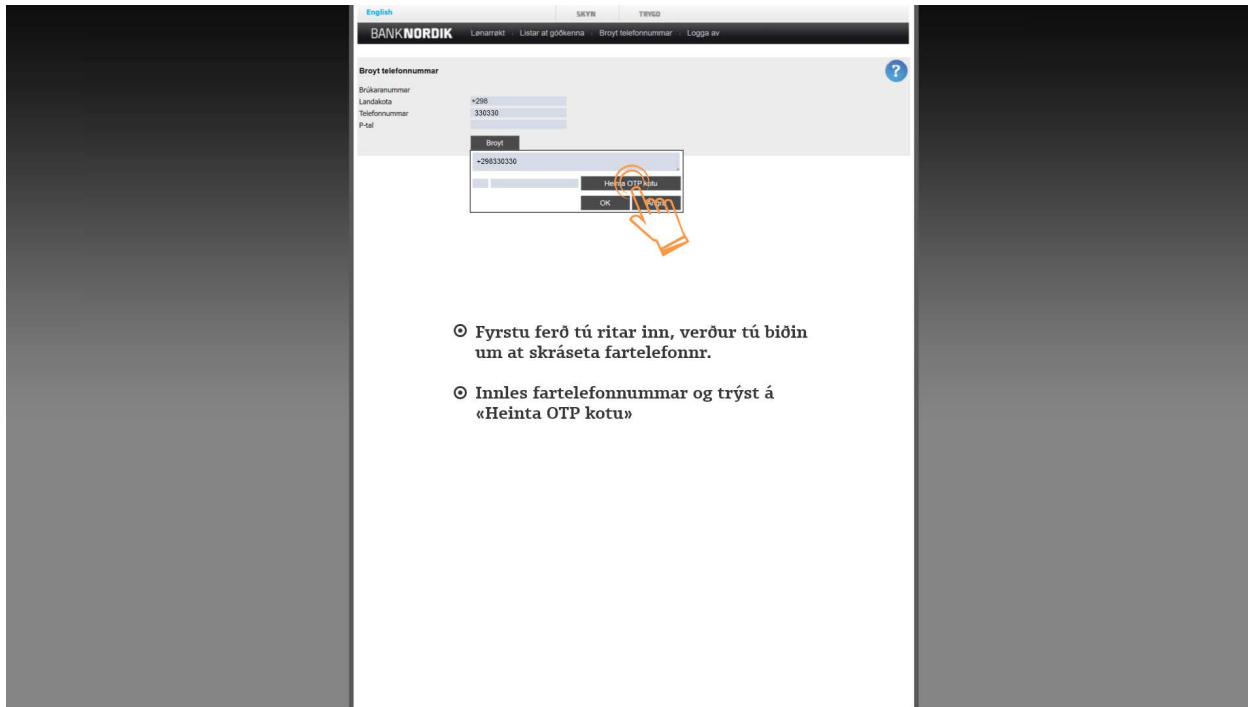 English SKYN TRYGD
BANKNORDIK Lønarrøkt Listar at góðkenna Broyt telefonnummar Logga av
Broyt telefonnummar
?
Brúkaranummar
Landakota +298
Telefonnummar 330330
P-tal
Broyt
+298330330
Heinta OTP kotu
OK
Fyrstu ferð tú ritar inn, verður tú biðin
um at skráseta fartelefonnr.
Innles fartelefonnummar og trýst á
«Heinta OTP kotu»